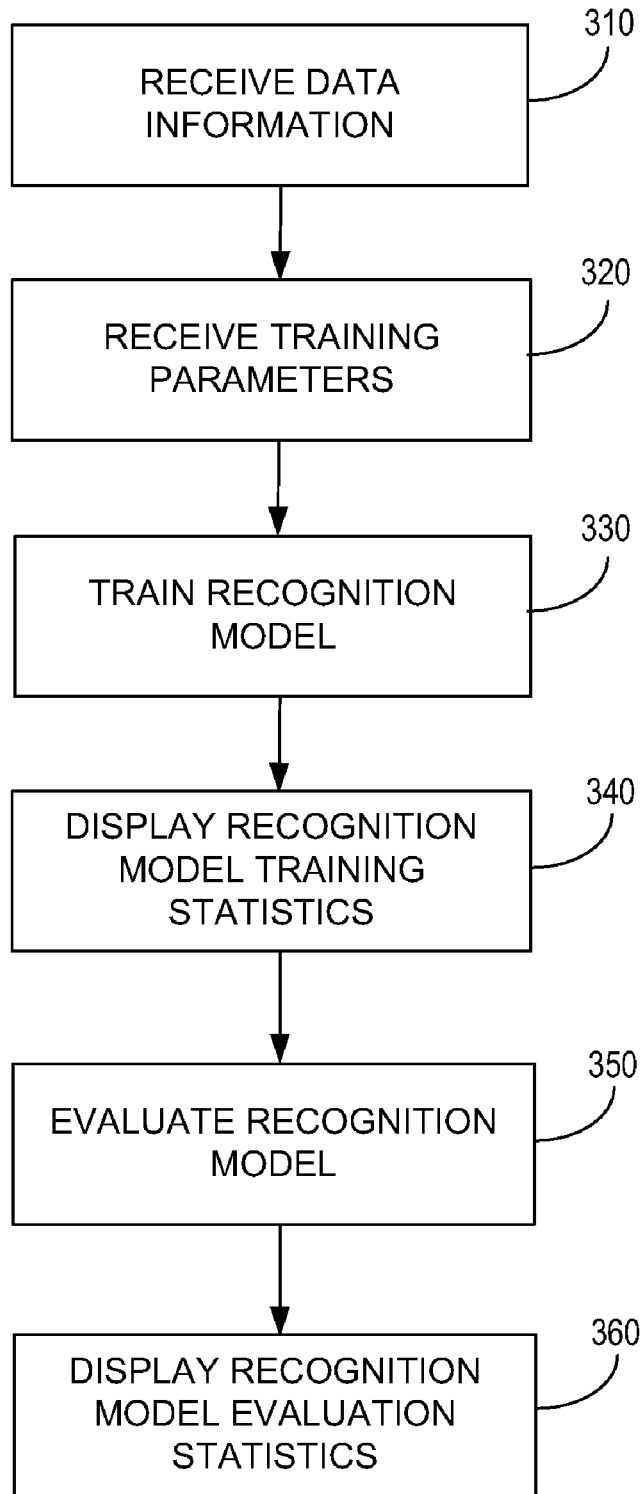 310
RECEIVE DATA
INFORMATION
320
RECEIVE TRAINING
PARAMETERS
330
TRAIN RECOGNITION
MODEL
340
DISPLAY RECOGNITION
MODEL TRAINING
STATISTICS
350
EVALUATE RECOGNITION
MODEL
360
DISPLAY RECOGNITION
MODEL EVALUATION
STATISTICS